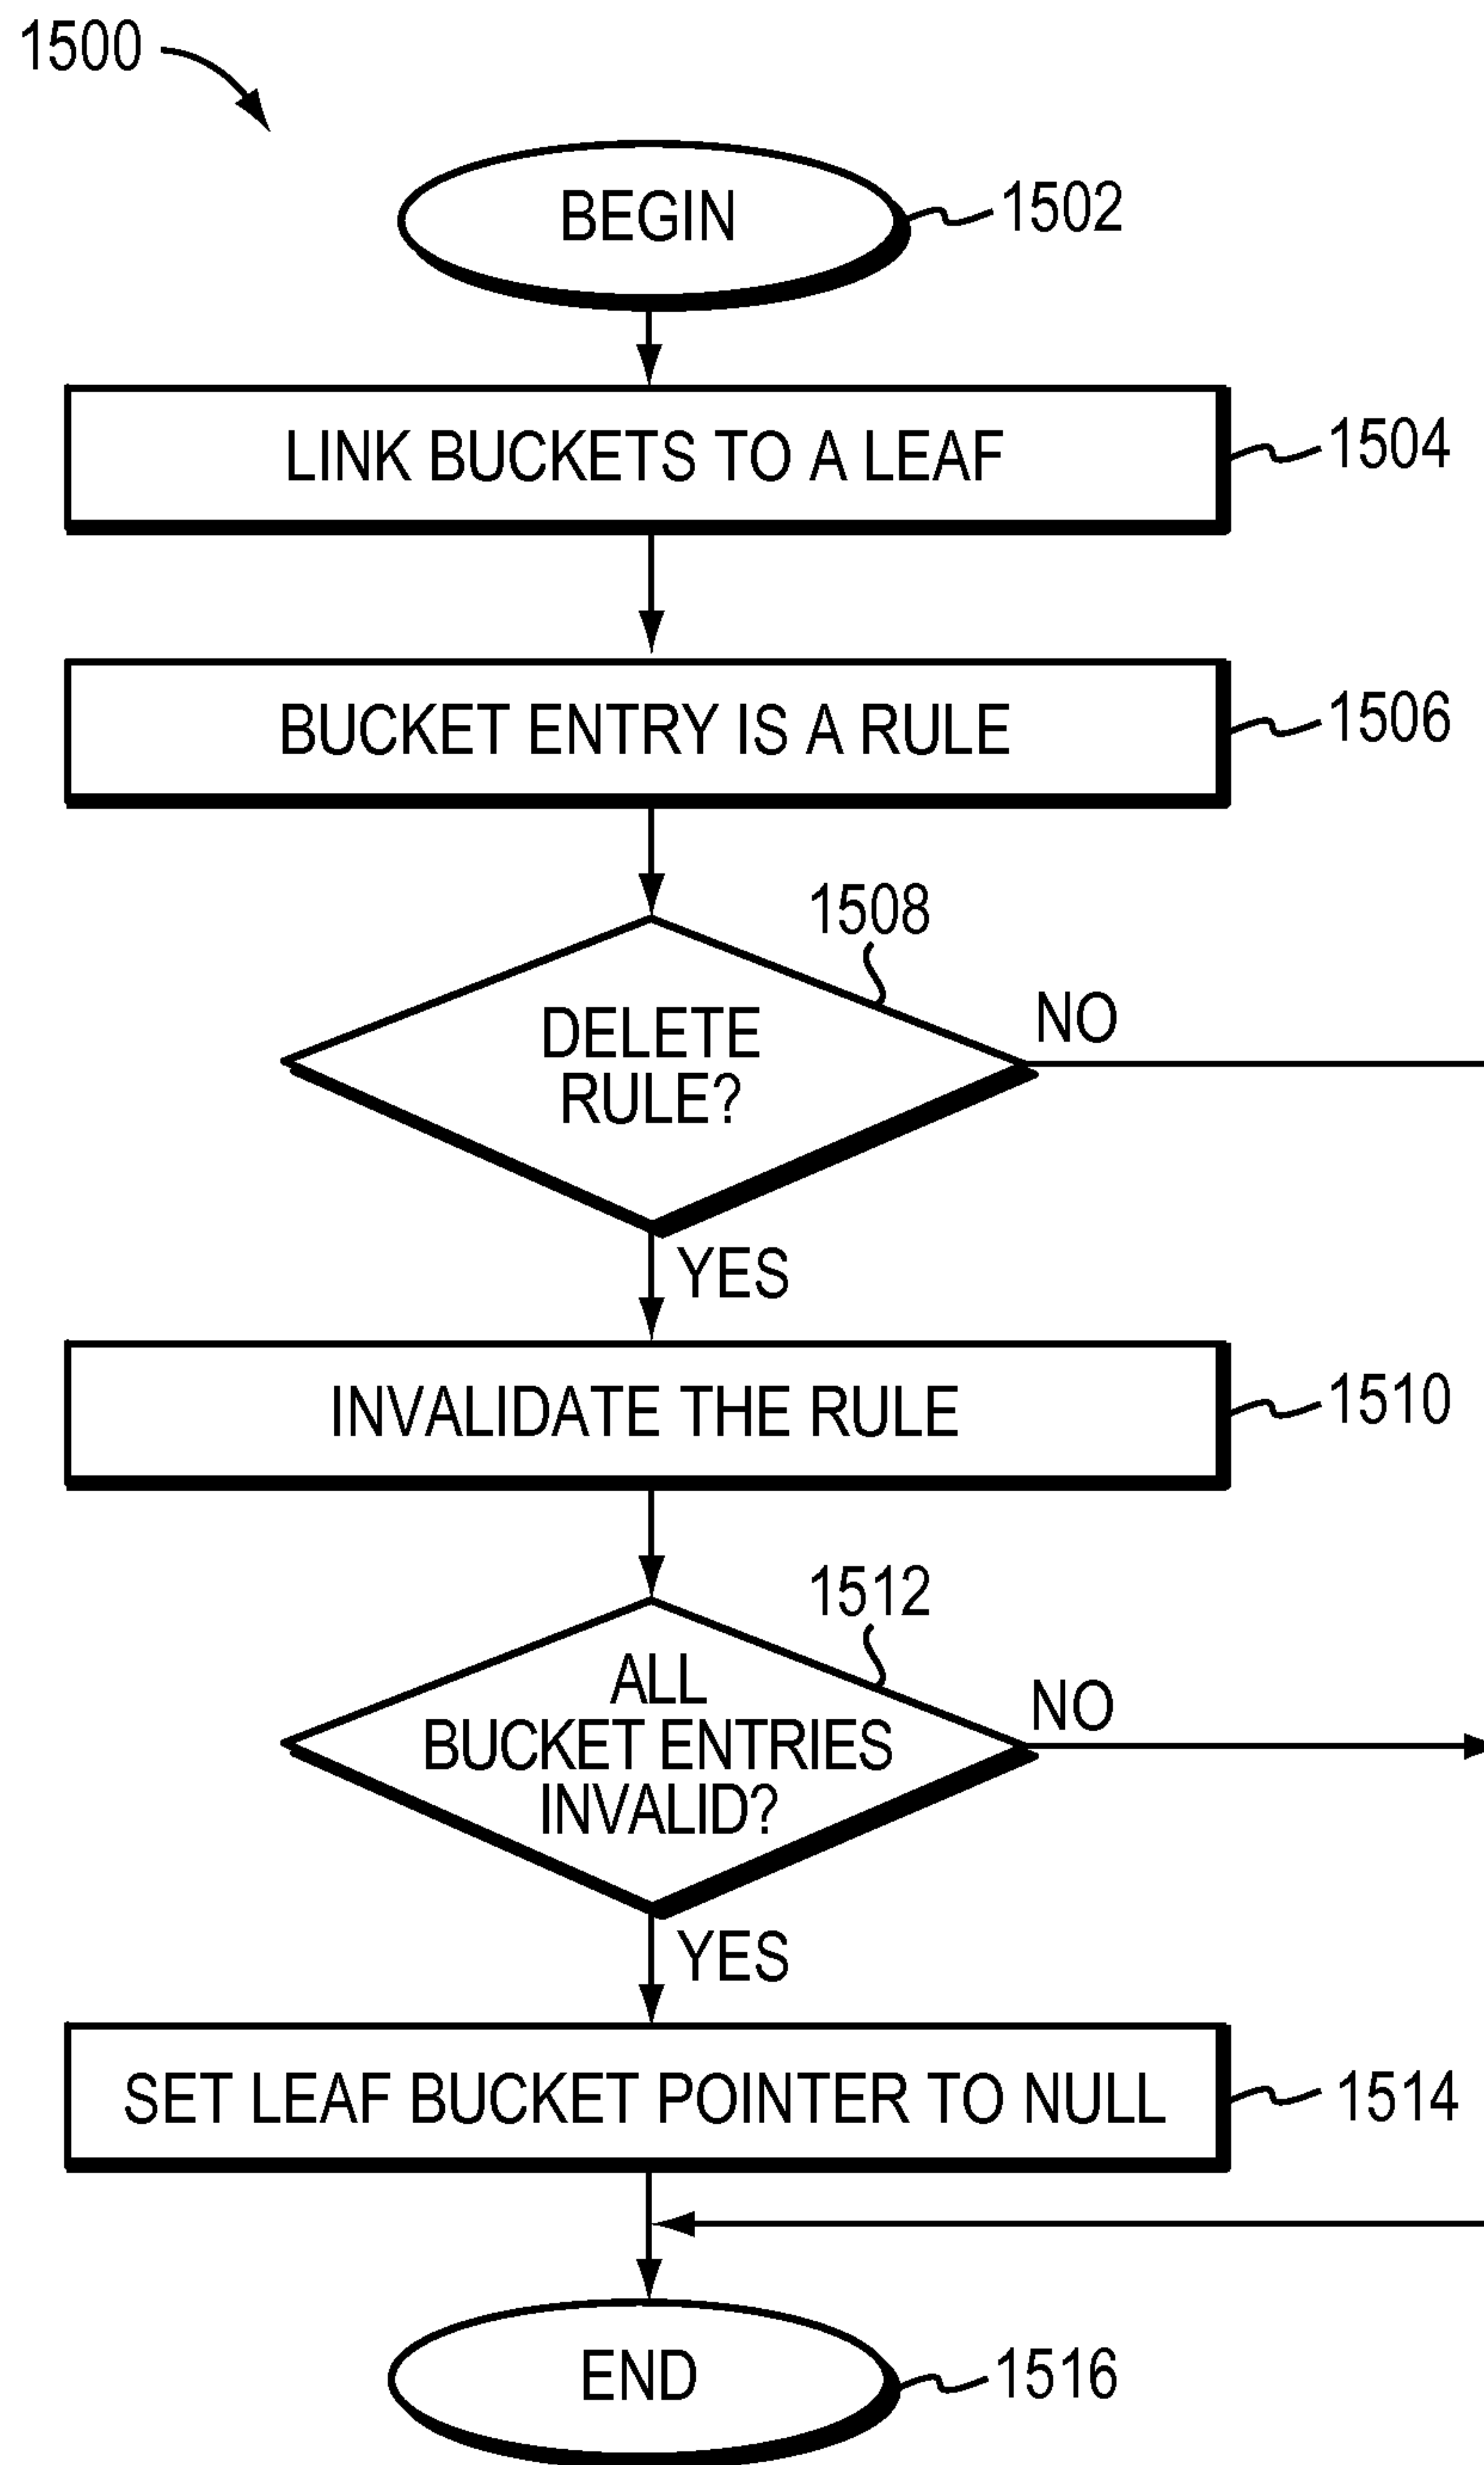 1500
BEGIN
1502
LINK BUCKETS TO A LEAF
1504
BUCKET ENTRY IS A RULE
1506
1508
DELETE
RULE?
NO
YES
INVALIDATE THE RULE
1510
1512
ALL
BUCKET ENTRIES
INVALID?
NO
YES
SET LEAF BUCKET POINTER TO NULL
1514
END
1516